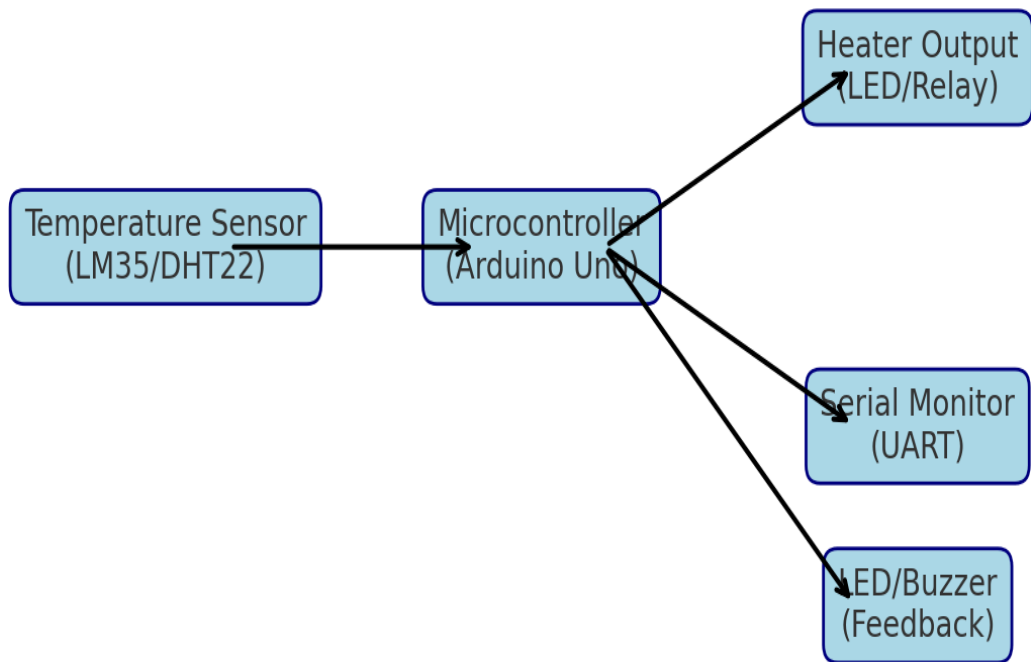 Heater Output
(LED/Relay)
Temperature Sensor
(LM35/DHT22)
Microcontroller
(Arduino Uno)
Serial Monitor
(UART)
LED/Buzzer
(Feedback)